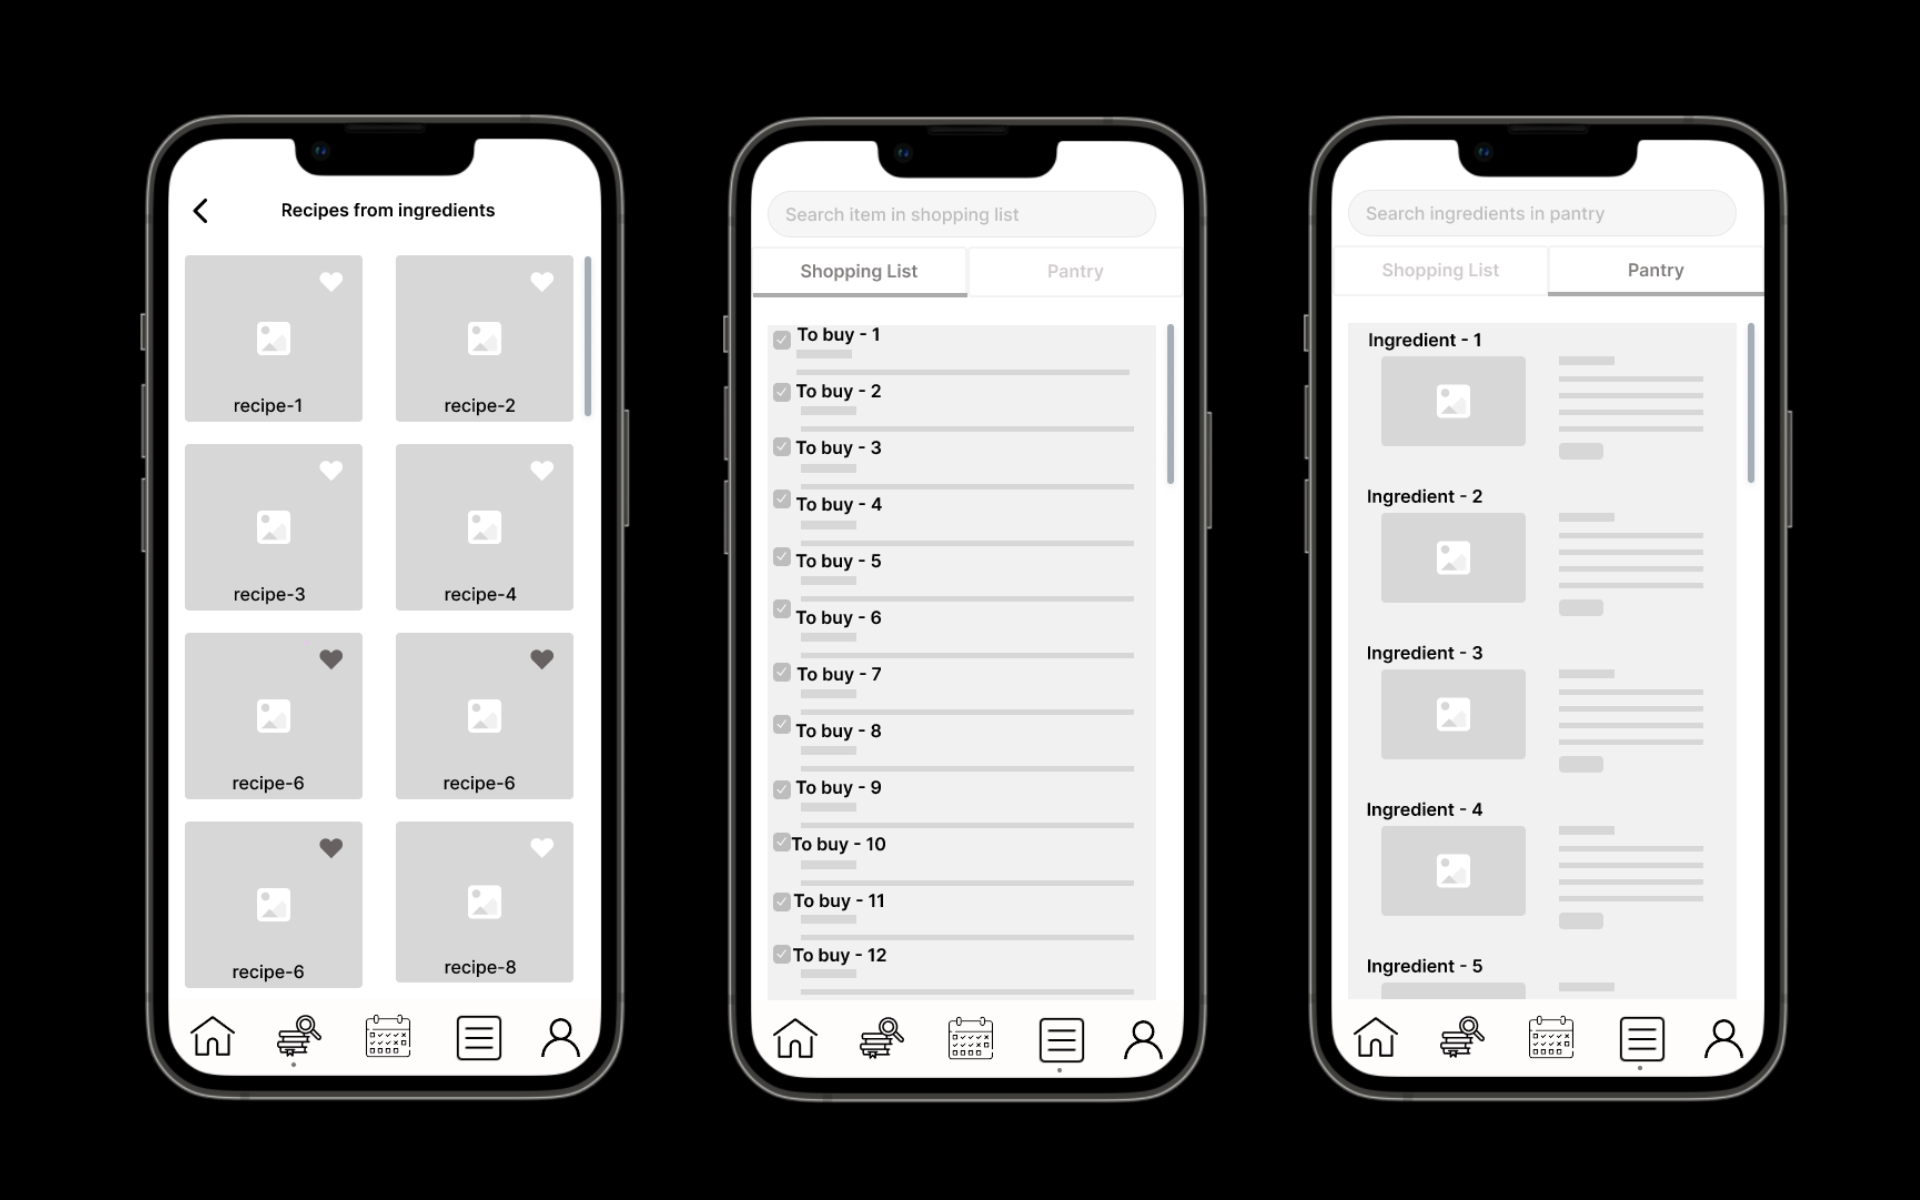 Recipes from ingredients
recipe-1
recipe-2
recipe-3
recipe-4
recipe-6
recipe-6
recipe-6
recipe-8
Search item in shopping list
Shopping List
Pantry
To buy - 1
To buy - 2
To buy - 3
To buy - 4
To buy - 5
To buy - 6
To buy - 7
To buy - 8
To buy - 9
To buy - 10
To buy - 11
To buy - 12
Search ingredients in pantry
Shopping List
Pantry
Ingredient - 1
Ingredient - 2
Ingredient - 3
Ingredient - 4
Ingredient - 5